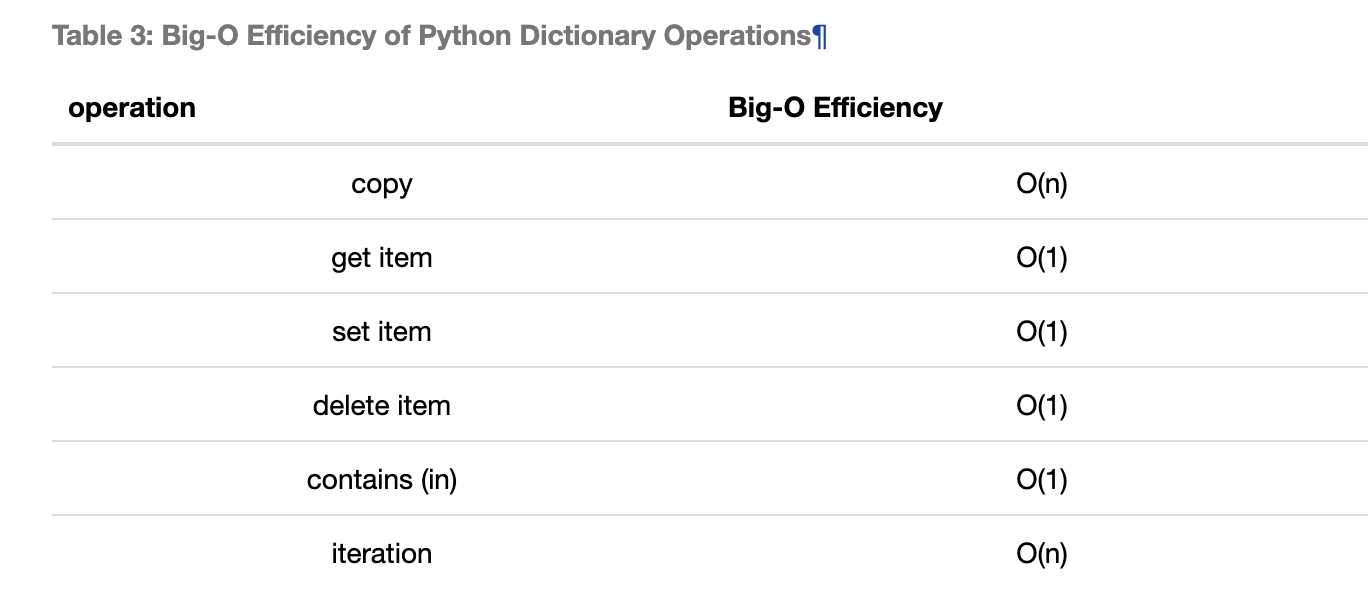 Table 3: Big-O Efficiency of Python Dictionary Operations¶
operation Big-O Efficiency
copy O(n)
get item O(1)
set item O(1)
delete item O(1)
contains (in) O(1)
iteration O(n)